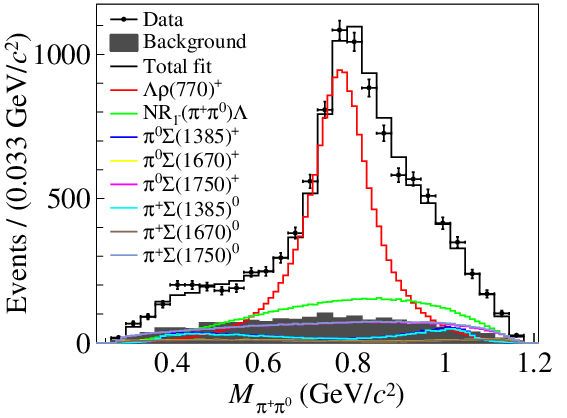 Events / (0.033 GeV/c²)
1000
500
0
Data
Background
Total fit
Λρ(770)⁺
NR₁⁻(π⁺π⁰)Λ
π⁰Σ(1385)⁺
π⁰Σ(1670)⁺
π⁰Σ(1750)⁺
π⁺Σ(1385)⁰
π⁺Σ(1670)⁰
π⁺Σ(1750)⁰
0.4 0.6 0.8 1 1.2
M_π⁺π⁰ (GeV/c²)